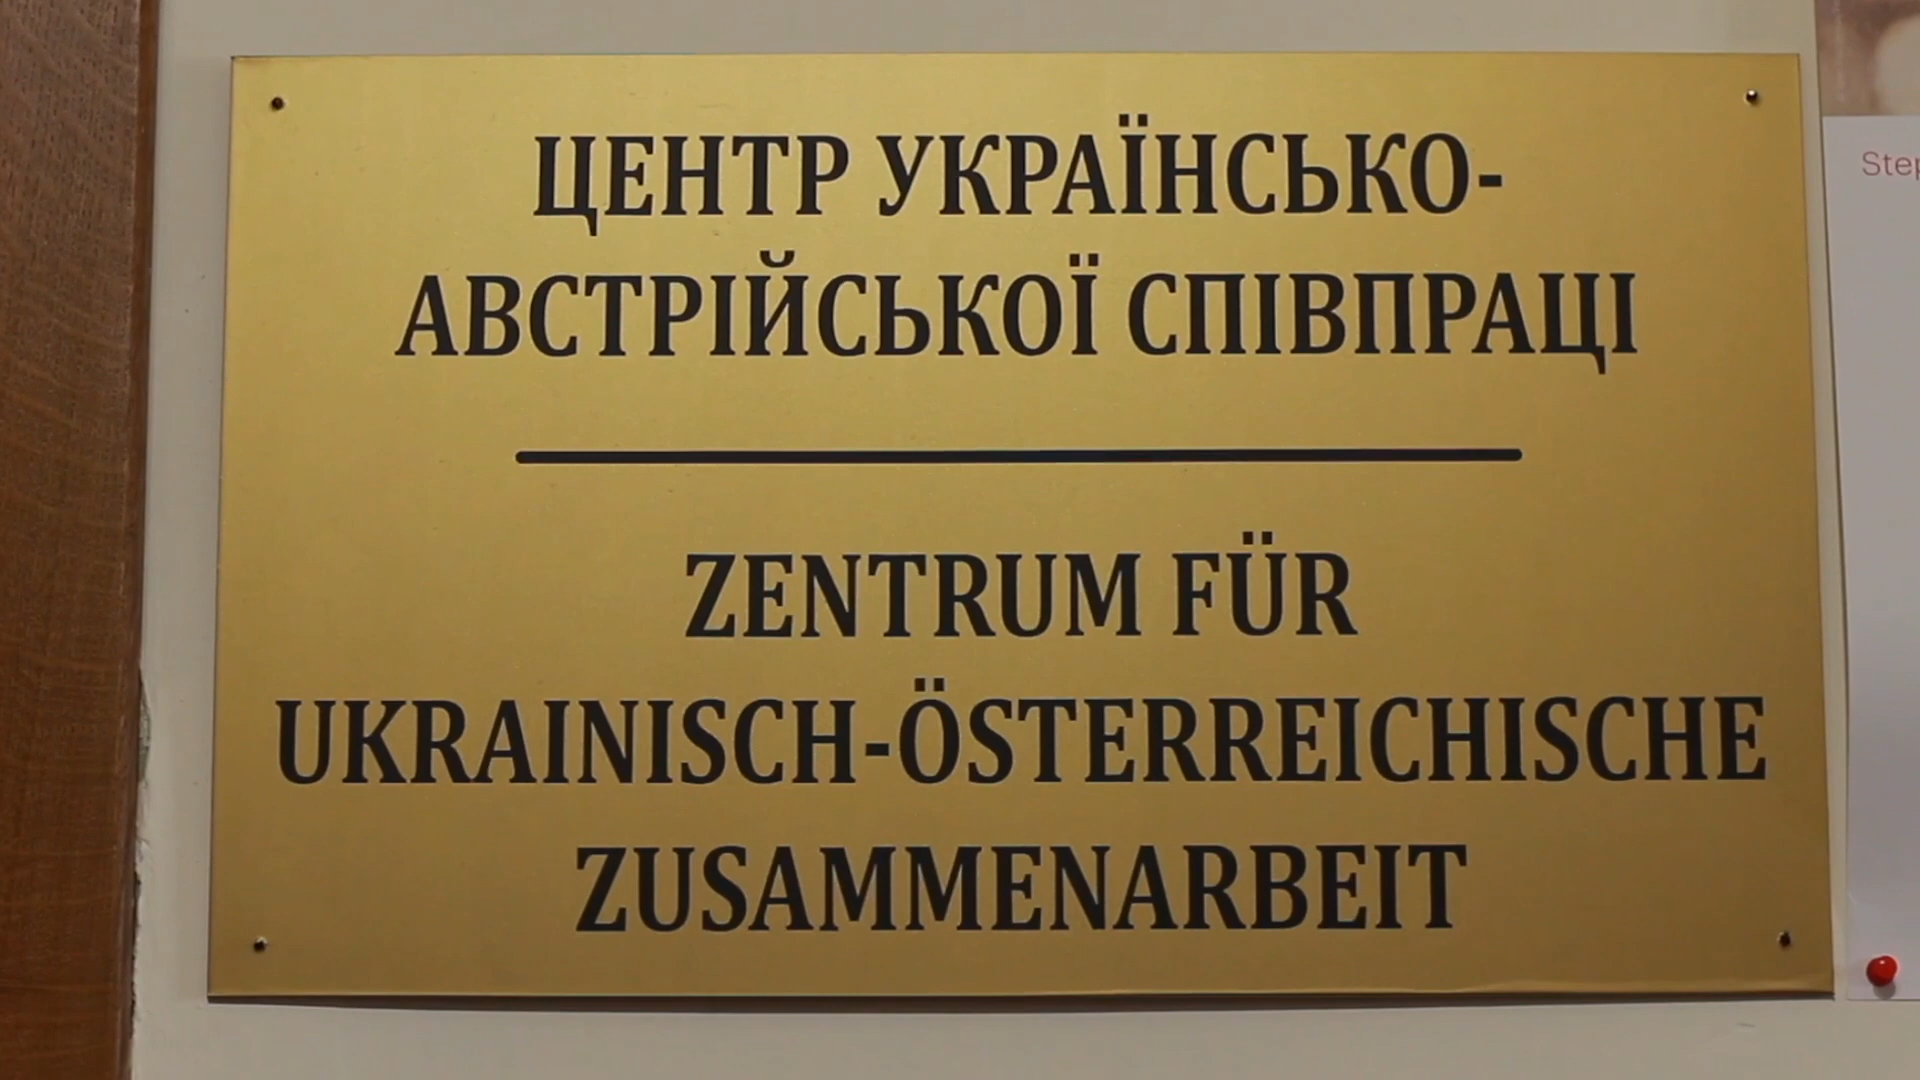 ЦЕНТР УКРАЇНСЬКО-
АВСТРІЙСЬКОЇ СПІВПРАЦІ
ZENTRUM FÜR
UKRAINISCH-ÖSTERREICHISCHE
ZUSAMMENARBEIT